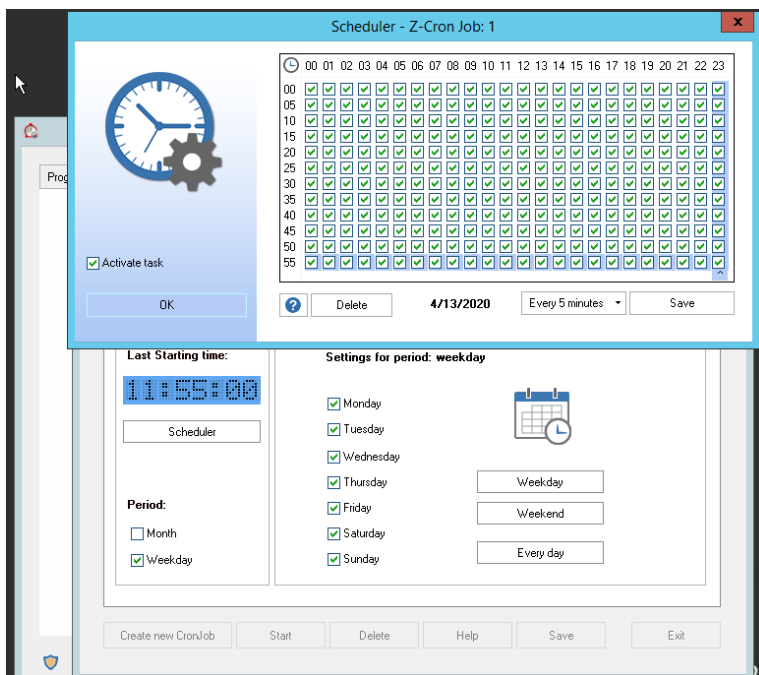 Scheduler - Z-Cron Job: 1
x
00 01 02 03 04 05 06 07 08 09 10 11 12 13 14 15 16 17 18 19 20 21 22 23
00
05
10
15
20
25
30
35
40
45
50
55
^
Prog
Activate task
OK
? Delete 4/13/2020 Every 5 minutes Save
Last Starting time:
11:55:00
Scheduler
Period:
Month
Weekday
Settings for period: weekday
Monday
Tuesday
Wednesday
Thursday
Friday
Saturday
Sunday
Weekday
Weekend
Every day
Create new CronJob Start Delete Help Save Exit